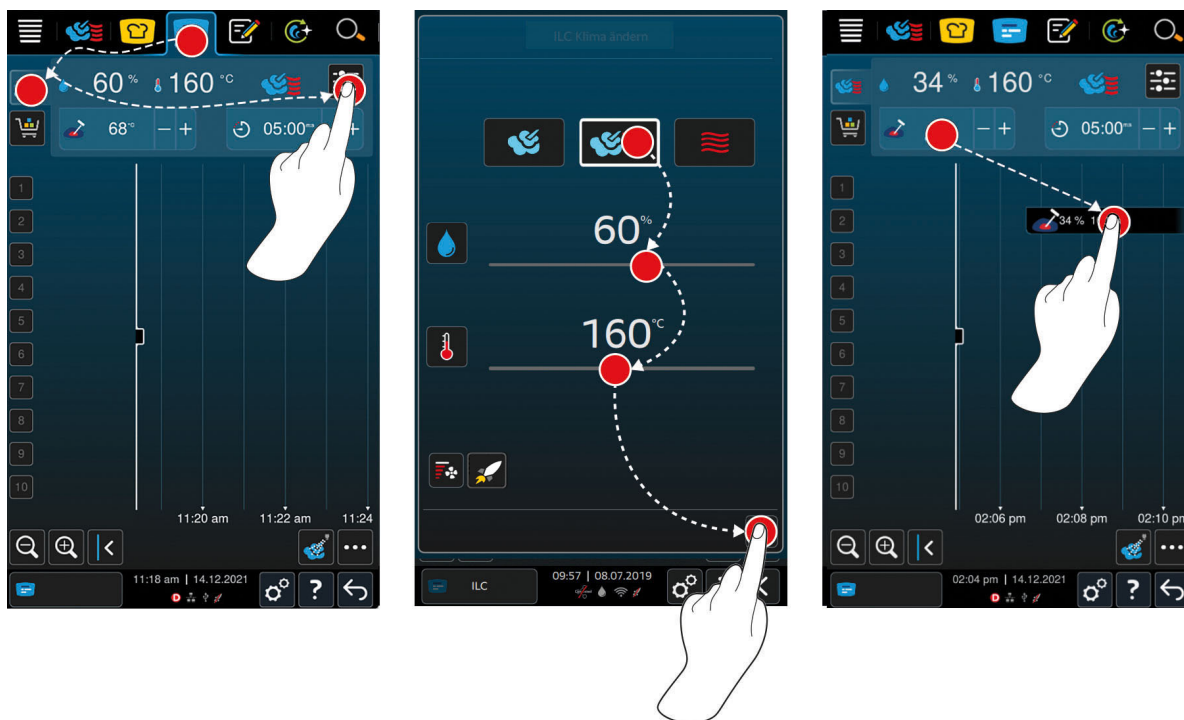 60 % 160 °C
68 °C − + 05:00 ms +
1
2
3
4
5
6
7
8
9
10
11:20 am 11:22 am 11:24
11:18 am | 14.12.2021
D
?
ILC Klima ändern
60 %
160 °C
ILC
09:57 | 08.07.2019
34 % 160 °C
− + 05:00 ms − +
1
2
34 % 1
3
4
5
6
7
8
9
10
02:06 pm 02:08 pm 02:10 pm
02:04 pm | 14.12.2021
D
?